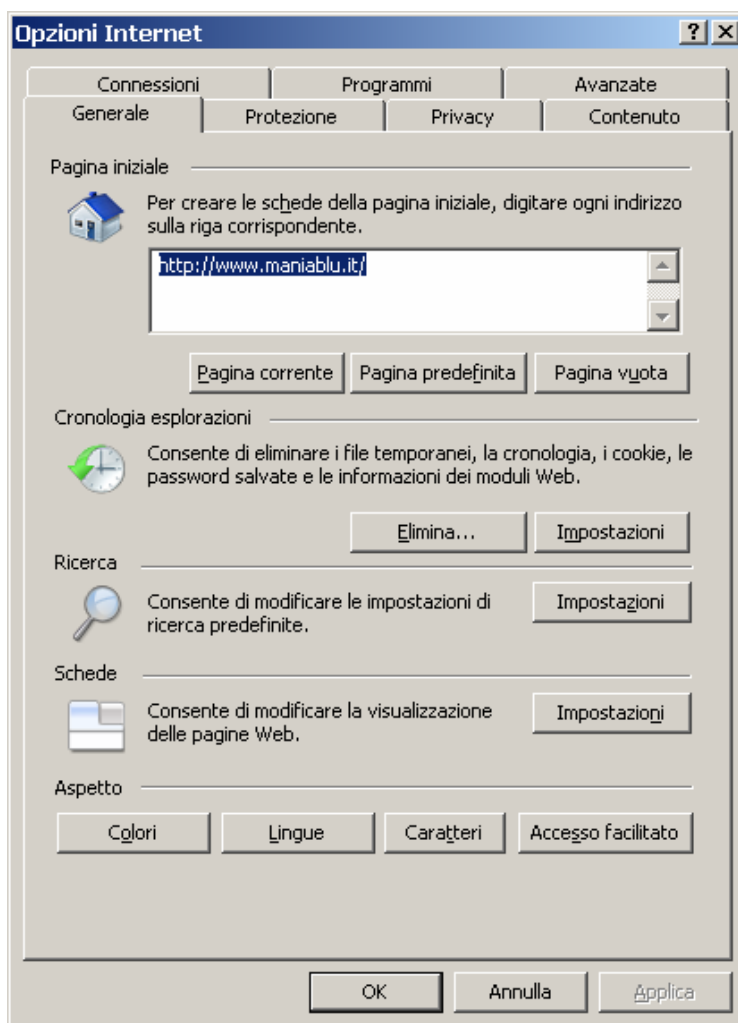 Opzioni Internet
Connessioni Programmi Avanzate
Generale Protezione Privacy Contenuto
Pagina iniziale
Per creare le schede della pagina iniziale, digitare ogni indirizzo
sulla riga corrispondente.
http://www.maniablu.it/
Pagina corrente Pagina predefinita Pagina vuota
Cronologia esplorazioni
Consente di eliminare i file temporanei, la cronologia, i cookie, le
password salvate e le informazioni dei moduli Web.
Elimina... Impostazioni
Ricerca
Consente di modificare le impostazioni di
ricerca predefinite.
Impostazioni
Schede
Consente di modificare la visualizzazione
delle pagine Web.
Impostazioni
Aspetto
Colori Lingue Caratteri Accesso facilitato
OK Annulla Applica